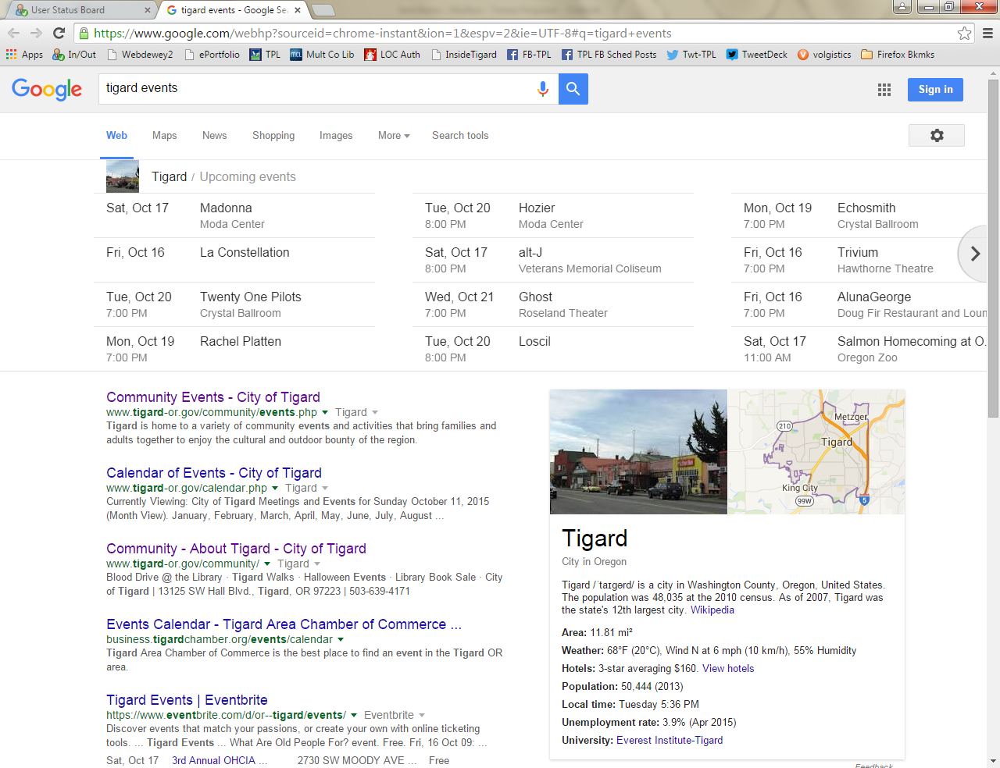 User Status Board
tigard events - Google Se
https://www.google.com/webhp?sourceid=chrome-instant&ion=1&espv=2&ie=UTF-8#q=tigard+events
Apps In/Out Webdewey2 ePortfolio TPL Mult Co Lib LOC Auth InsideTigard FB-TPL TPL FB Sched Posts Twt-TPL TweetDeck volgistics Firefox Bkmks
Google
tigard events
Sign in
Web Maps News Shopping Images More Search tools
Tigard / Upcoming events
Sat, Oct 17 Madonna
Moda Center
Tue, Oct 20 Hozier
8:00 PM Moda Center
Mon, Oct 19 Echosmith
7:00 PM Crystal Ballroom
Fri, Oct 16 La Constellation
Sat, Oct 17 alt-J
8:00 PM Veterans Memorial Coliseum
Fri, Oct 16 Trivium
7:00 PM Hawthorne Theatre
Tue, Oct 20 Twenty One Pilots
7:00 PM Crystal Ballroom
Wed, Oct 21 Ghost
7:00 PM Roseland Theater
Fri, Oct 16 AlunaGeorge
7:00 PM Doug Fir Restaurant and Loun
Mon, Oct 19 Rachel Platten
7:00 PM
Tue, Oct 20 Loscil
8:00 PM
Sat, Oct 17 Salmon Homecoming at O...
11:00 AM Oregon Zoo
Community Events - City of Tigard
www.tigard-or.gov/community/events.php Tigard
Tigard is home to a variety of community events and activities that bring families and
adults together to enjoy the cultural and outdoor bounty of the region.
Calendar of Events - City of Tigard
www.tigard-or.gov/calendar.php Tigard
Currently Viewing: City of Tigard Meetings and Events for Sunday October 11, 2015
(Month View). January, February, March, April, May, June, July, August ...
Community - About Tigard - City of Tigard
www.tigard-or.gov/community/ Tigard
Blood Drive @ the Library · Tigard Walks · Halloween Events · Library Book Sale · City
of Tigard | 13125 SW Hall Blvd., Tigard, OR 97223 | 503-639-4171
Events Calendar - Tigard Area Chamber of Commerce ...
business.tigardchamber.org/events/calendar
Tigard Area Chamber of Commerce is the best place to find an event in the Tigard OR
area.
Tigard Events | Eventbrite
https://www.eventbrite.com/d/or--tigard/events/ Eventbrite
Discover events that match your passions, or create your own with online ticketing
tools. ... Tigard Events ... What Are Old People For? event. Free. Fri, 16 Oct 09: ...
Sat, Oct 17 3rd Annual OHCIA ... 2730 SW MOODY AVE ... Free
210
Metzger
Tigard
King City
99W
5
Tigard
City in Oregon
Tigard /ˈtaɪɡərd/ is a city in Washington County, Oregon, United States.
The population was 48,035 at the 2010 census. As of 2007, Tigard was
the state's 12th largest city. Wikipedia
Area: 11.81 mi²
Weather: 68°F (20°C), Wind N at 6 mph (10 km/h), 55% Humidity
Hotels: 3-star averaging $160. View hotels
Population: 50,444 (2013)
Local time: Tuesday 5:36 PM
Unemployment rate: 3.9% (Apr 2015)
University: Everest Institute-Tigard
Feedback